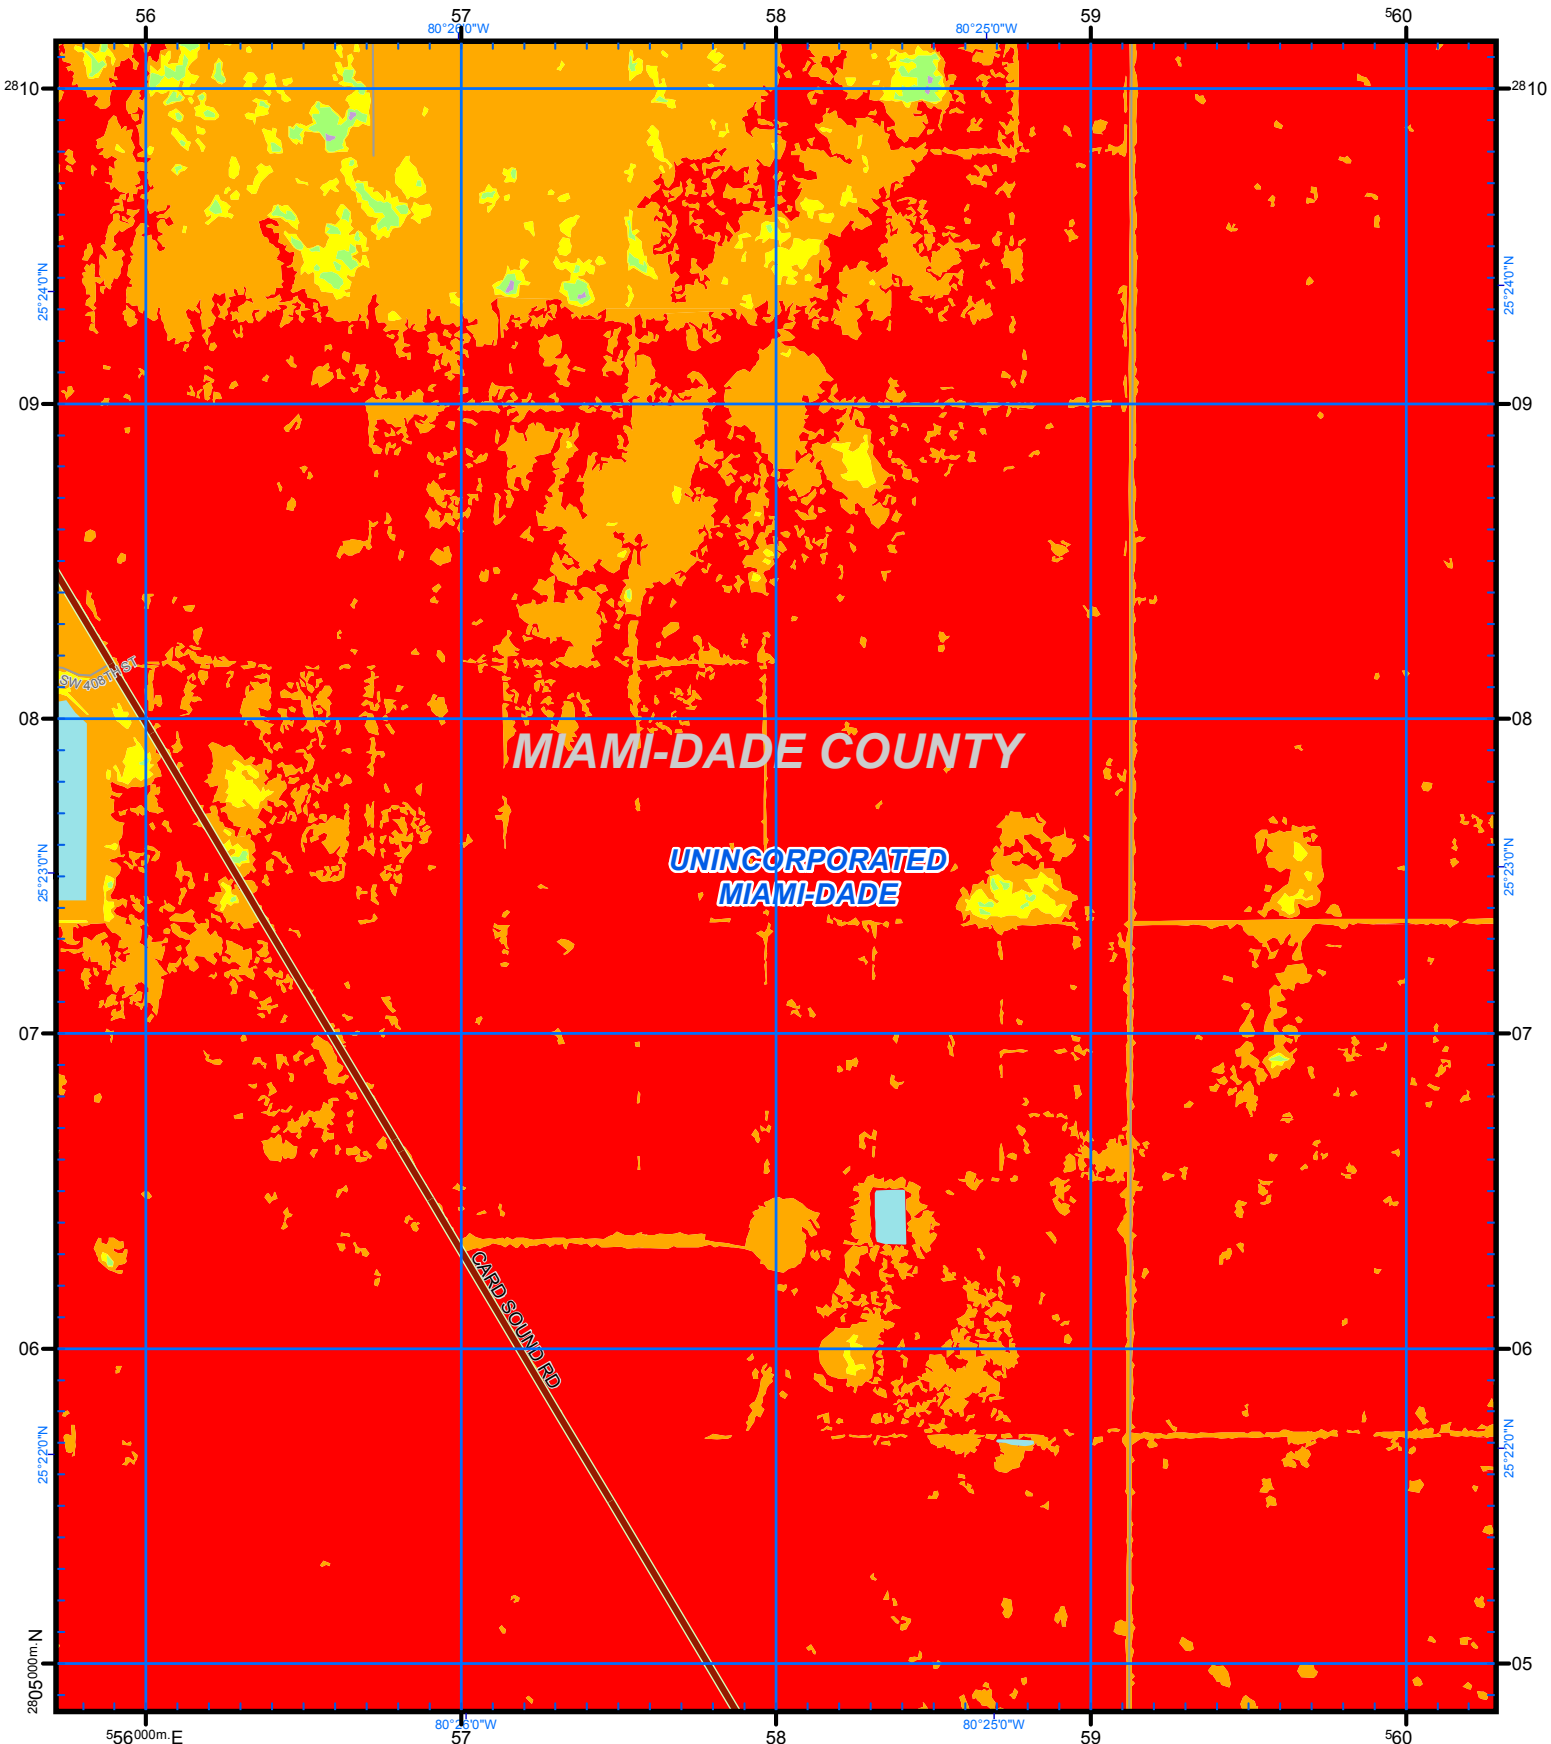 56 57 58 59 560
80°26'0"W 80°25'0"W
2810 2810
25°24'0"N 25°24'0"N
09 09
SW 408TH ST
08 08
MIAMI-DADE COUNTY
UNINCORPORATED
MIAMI-DADE
25°23'0"N 25°23'0"N
07 07
CARD SOUND RD
06 06
25°22'0"N 25°22'0"N
2805000m.N 05
80°26'0"W 80°25'0"W
556000m.E 57 58 59 560